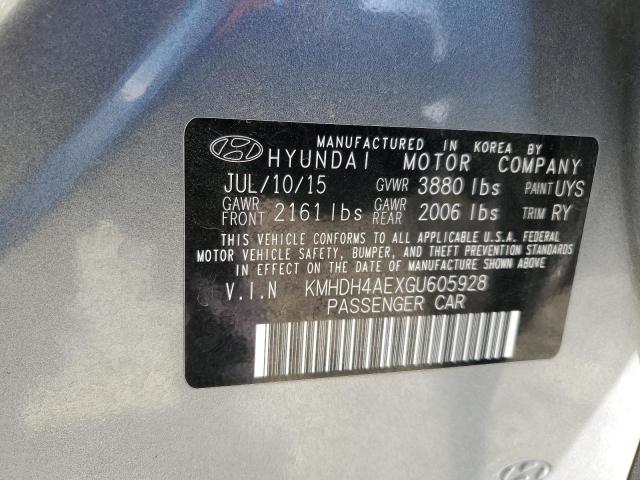 MANUFACTURED IN KOREA BY
HYUNDAI MOTOR COMPANY
JUL/10/15 GVWR 3880 lbs PAINT UYS
GAWR FRONT 2161 lbs GAWR REAR 2006 lbs TRIM RY
THIS VEHICLE CONFORMS TO ALL APPLICABLE U.S.A. FEDERAL
MOTOR VEHICLE SAFETY, BUMPER, AND THEFT PREVENTION STANDARDS
IN EFFECT ON THE DATE OF MANUFACTURE SHOWN ABOVE.
V.I.N KMHDH4AEXGU605928
PASSENGER CAR